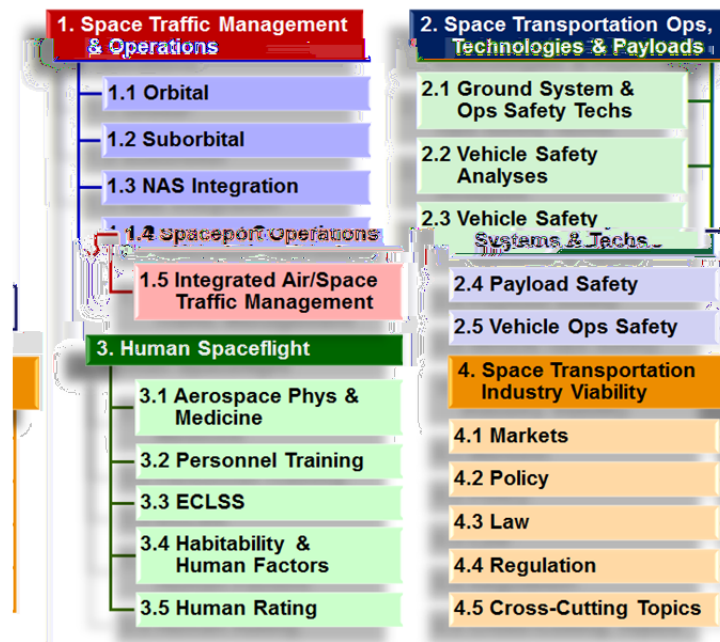 1. Space Traffic Management
& Operations
1.1 Orbital
1.2 Suborbital
1.3 NAS Integration
1.4 Spaceport Operations
1.5 Integrated Air/Space
Traffic Management
2. Space Transportation Ops,
Technologies & Payloads
2.1 Ground System &
Ops Safety Techs
2.2 Vehicle Safety
Analyses
2.3 Vehicle Safety
Systems & Techs
2.4 Payload Safety
2.5 Vehicle Ops Safety
3. Human Spaceflight
3.1 Aerospace Phys &
Medicine
3.2 Personnel Training
3.3 ECLSS
3.4 Habitability &
Human Factors
3.5 Human Rating
4. Space Transportation
Industry Viability
4.1 Markets
4.2 Policy
4.3 Law
4.4 Regulation
4.5 Cross-Cutting Topics